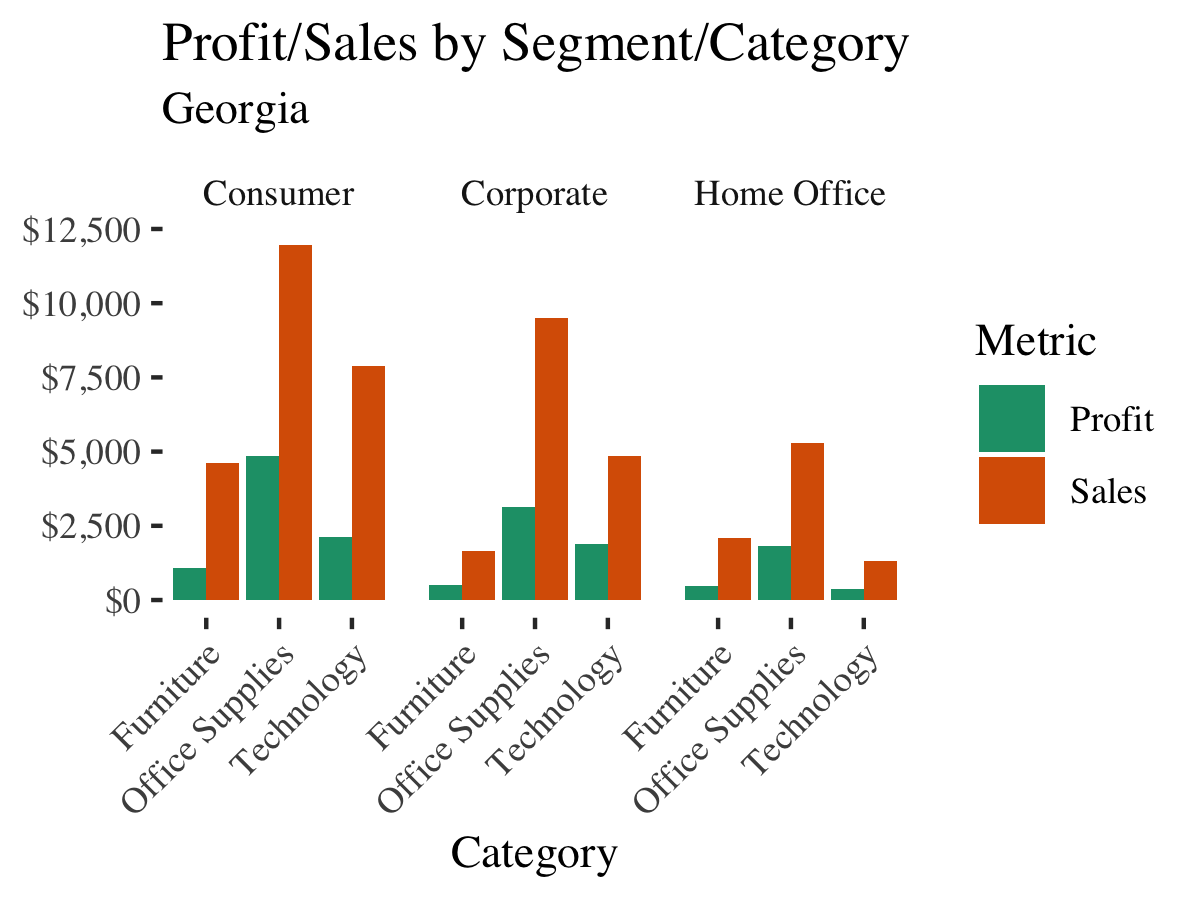 Profit/Sales by Segment/Category
Georgia
Consumer
Corporate
Home Office
$12,500
$10,000
$7,500
$5,000
$2,500
$0
Furniture
Office Supplies
Technology
Furniture
Office Supplies
Technology
Furniture
Office Supplies
Technology
Category
Metric
Profit
Sales